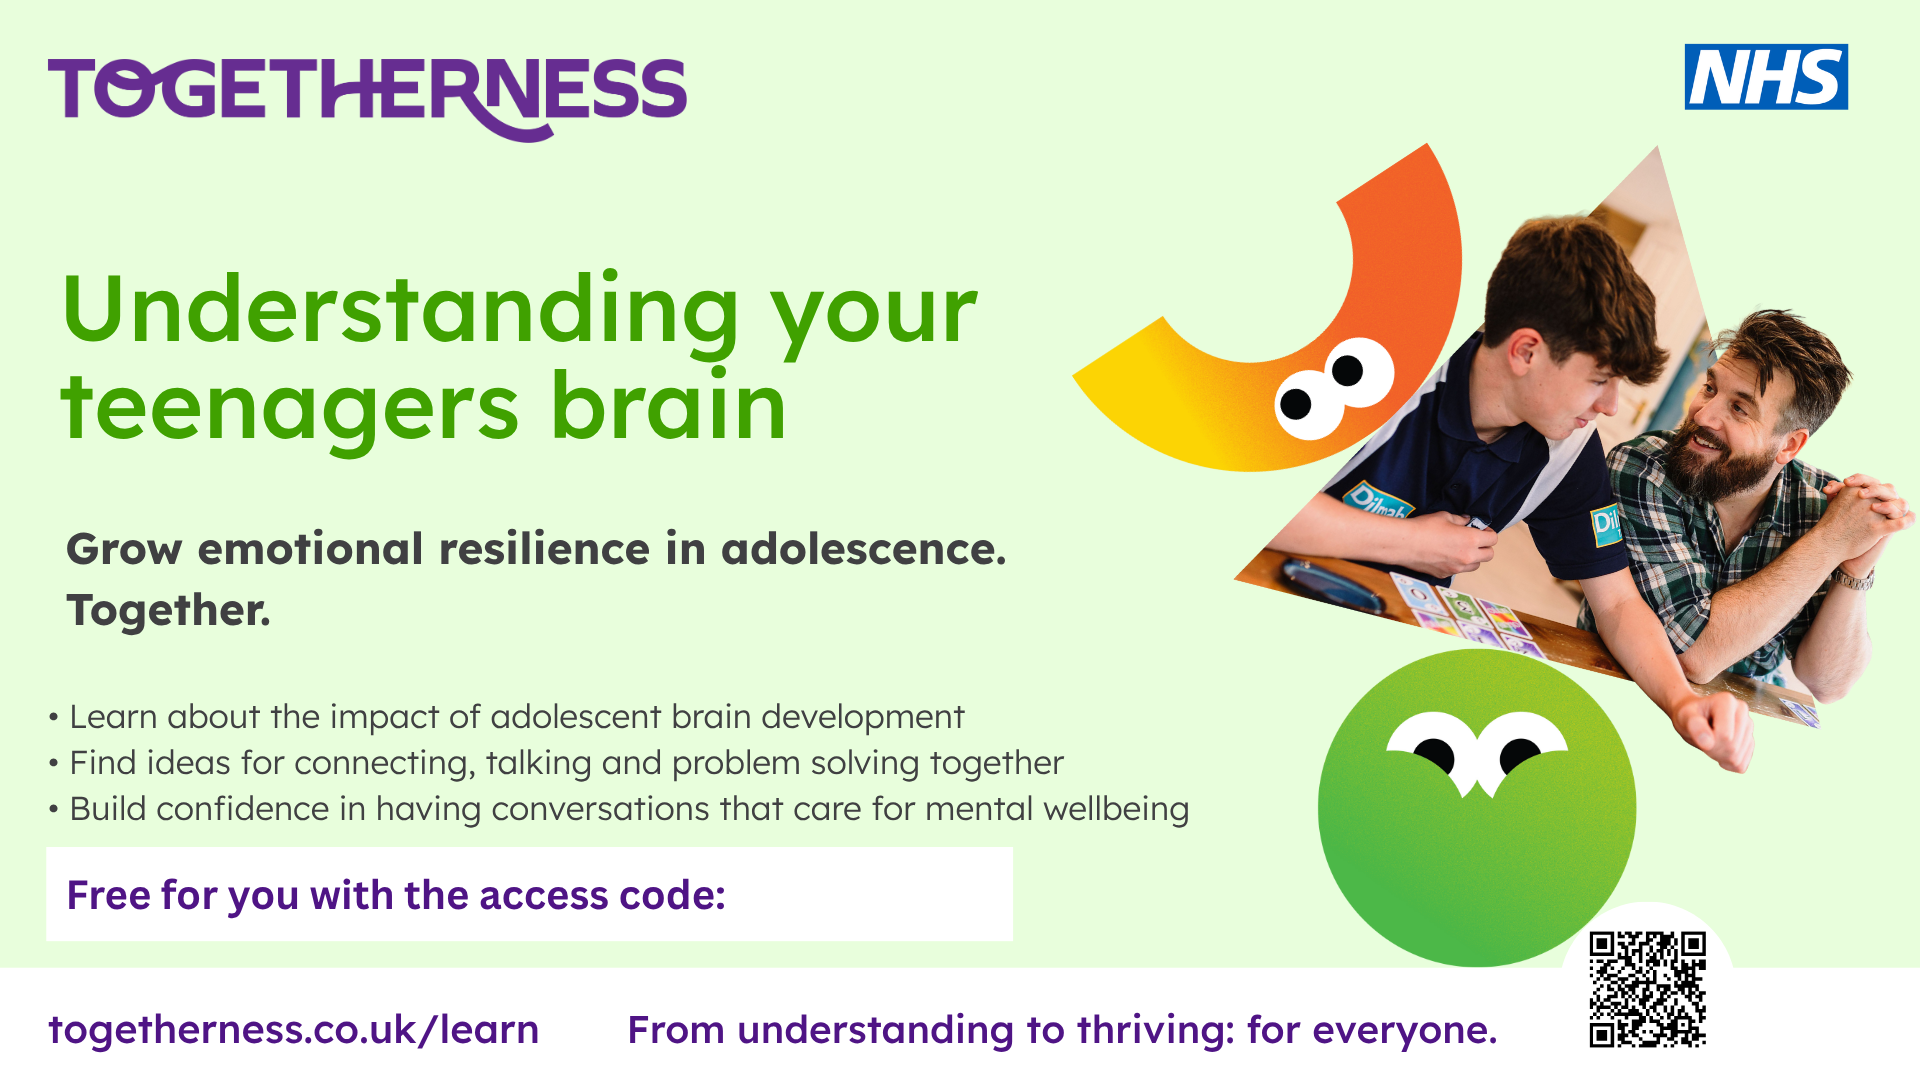 TOGETHERNESS
NHS
Understanding your
teenagers brain
Grow emotional resilience in adolescence.
Together.
• Learn about the impact of adolescent brain development
• Find ideas for connecting, talking and problem solving together
• Build confidence in having conversations that care for mental wellbeing
Dilmah
Dil
Free for you with the access code:
togetherness.co.uk/learn
From understanding to thriving: for everyone.